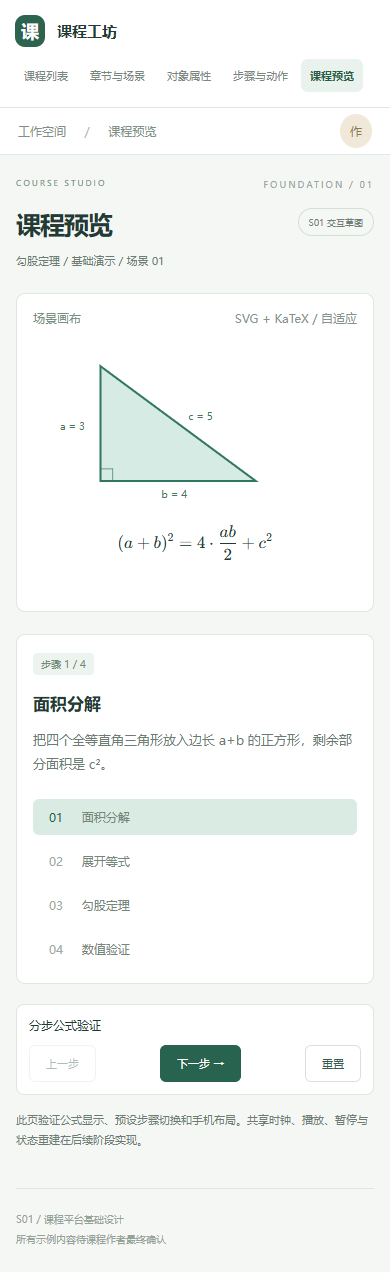 课 课程工坊
课程列表 章节与场景 对象属性 步骤与动作 课程预览
工作空间 / 课程预览 作
COURSE STUDIO FOUNDATION / 01
课程预览 S01 交互草图
勾股定理 / 基础演示 / 场景 01
场景画布 SVG + KaTeX / 自适应
a = 3
c = 5
b = 4
(a + b)² = 4 · ab/2 + c²
步骤 1 / 4
面积分解
把四个全等直角三角形放入边长 a+b 的正方形，剩余部
分面积是 c²。
01 面积分解
02 展开等式
03 勾股定理
04 数值验证
分步公式验证
上一步 下一步 → 重置
此页验证公式显示、预设步骤切换和手机布局。共享时钟、播放、暂停与
状态重建在后续阶段实现。
S01 / 课程平台基础设计
所有示例内容待课程作者最终确认